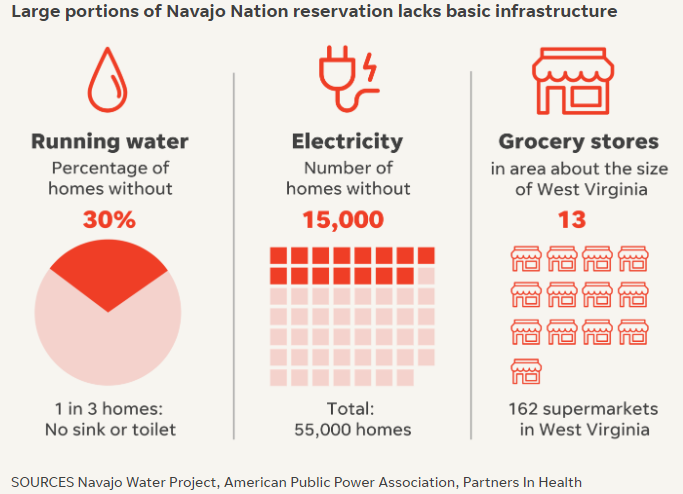 Large portions of Navajo Nation reservation lacks basic infrastructure
Running water
Percentage of
homes without
30%
1 in 3 homes:
No sink or toilet
Electricity
Number of
homes without
15,000
Total:
55,000 homes
Grocery stores
in area about the size
of West Virginia
13
162 supermarkets
in West Virginia
SOURCES Navajo Water Project, American Public Power Association, Partners In Health